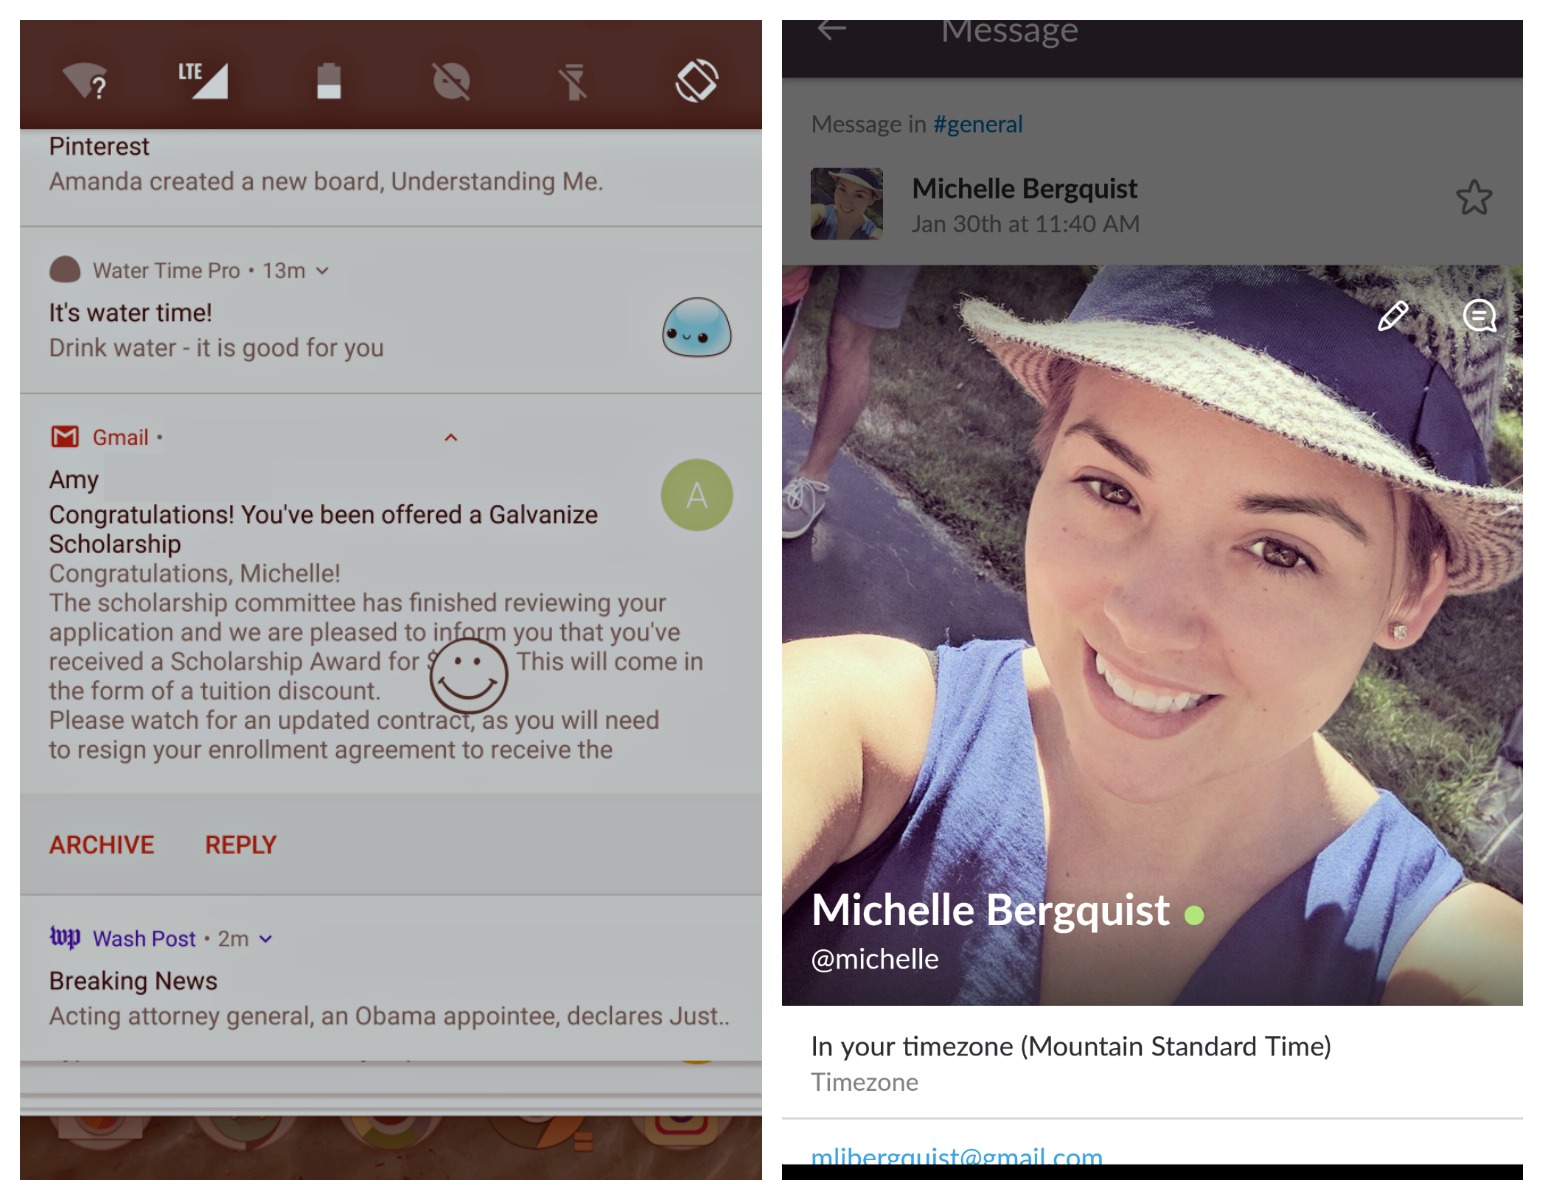 LTE
Pinterest
Amanda created a new board, Understanding Me.
Water Time Pro • 13m
It's water time!
Drink water - it is good for you
Gmail •
Amy
A
Congratulations! You've been offered a Galvanize
Scholarship
Congratulations, Michelle!
The scholarship committee has finished reviewing your
application and we are pleased to inform you that you've
received a Scholarship Award for $ This will come in
the form of a tuition discount.
Please watch for an updated contract, as you will need
to resign your enrollment agreement to receive the
ARCHIVE REPLY
wp Wash Post • 2m
Breaking News
Acting attorney general, an Obama appointee, declares Just..
Message
Message in #general
Michelle Bergquist
Jan 30th at 11:40 AM
Michelle Bergquist
@michelle
In your timezone (Mountain Standard Time)
Timezone
mlibergquist@gmail.com